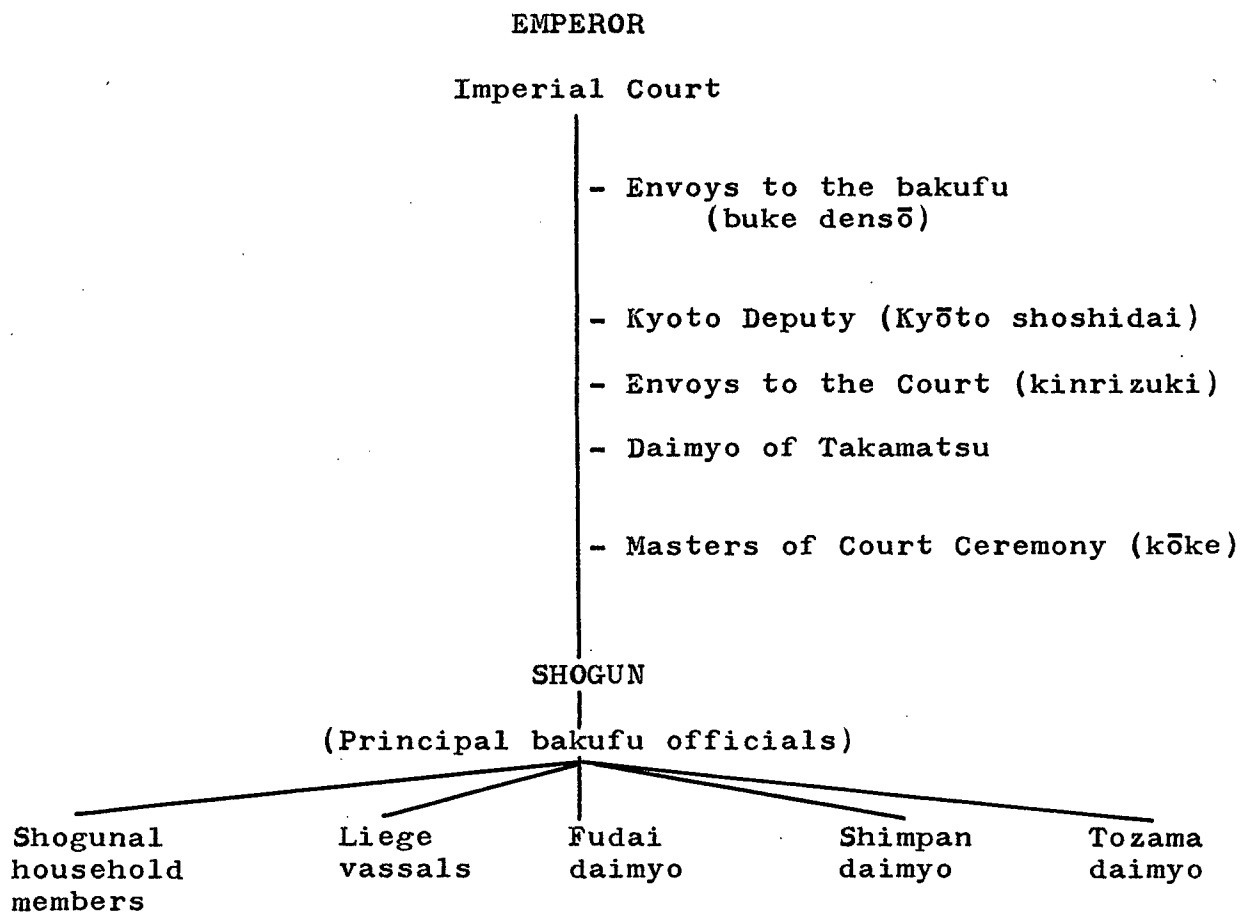 EMPEROR
Imperial Court
- Envoys to the bakufu
(buke densō)
- Kyoto Deputy (Kyōto shoshidai)
- Envoys to the Court (kinrizuki)
- Daimyo of Takamatsu
- Masters of Court Ceremony (kōke)
SHOGUN
(Principal bakufu officials)
Shogunal
household
members
Liege
vassals
Fudai
daimyo
Shimpan
daimyo
Tozama
daimyo